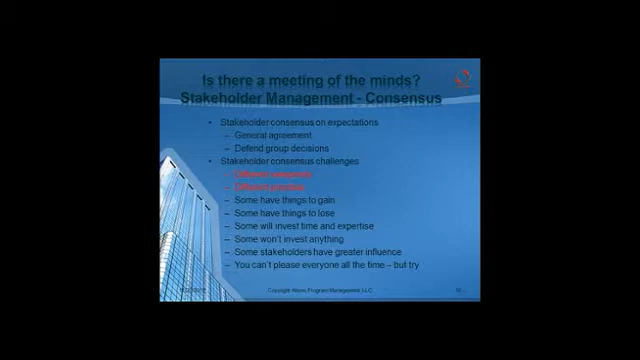 Is there a meeting of the minds?
Stakeholder Management - Consensus
• Stakeholder consensus on expectations
– General agreement
– Defend group decisions
• Stakeholder consensus challenges
– Different
– Different
– Some have things to gain
– Some have things to lose
– Some will invest time and expertise
– Some won't invest anything
– Some stakeholders have greater influence
– You can't please everyone all the time – but try
Copyright Program Management LLC